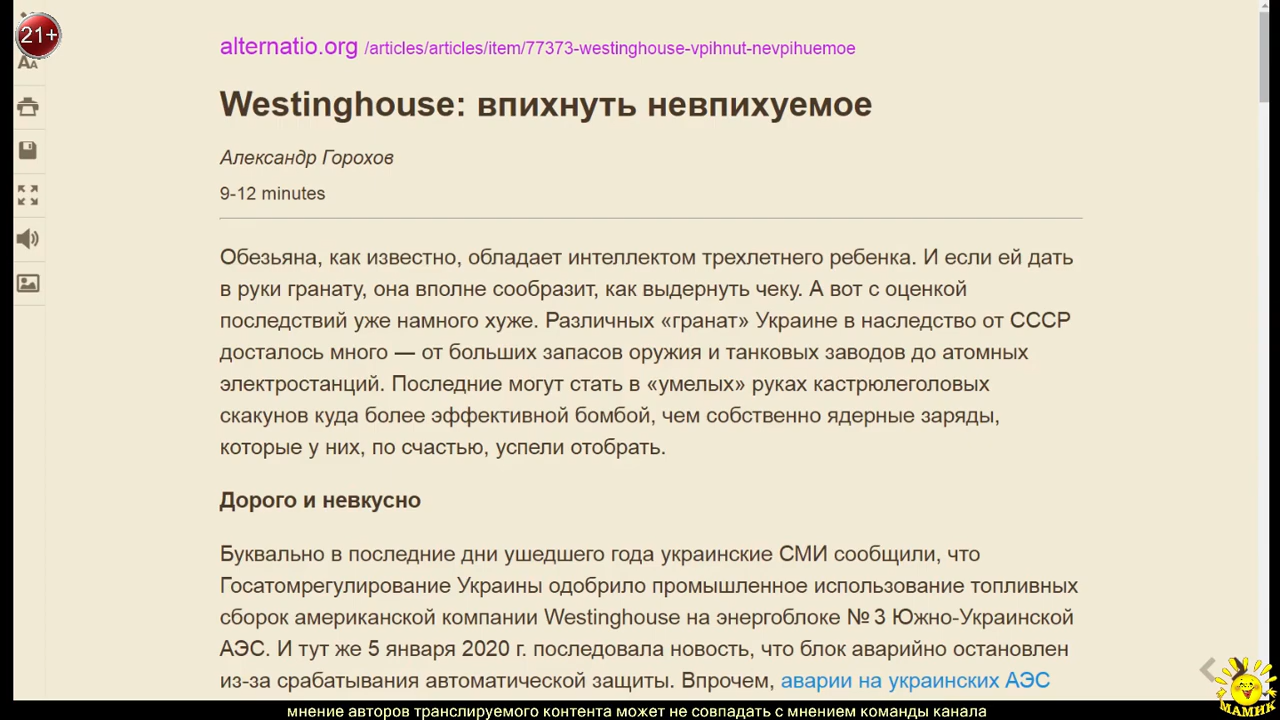 21+
AA
alternatio.org /articles/articles/item/77373-westinghouse-vpihnut-nevpihuemoe
Westinghouse: впихнуть невпихуемое
Александр Горохов
9-12 minutes
Обезьяна, как известно, обладает интеллектом трехлетнего ребенка. И если ей дать
в руки гранату, она вполне сообразит, как выдернуть чеку. А вот с оценкой
последствий уже намного хуже. Различных «гранат» Украине в наследство от СССР
досталось много — от больших запасов оружия и танковых заводов до атомных
электростанций. Последние могут стать в «умелых» руках кастрюлеголовых
скакунов куда более эффективной бомбой, чем собственно ядерные заряды,
которые у них, по счастью, успели отобрать.
Дорого и невкусно
Буквально в последние дни ушедшего года украинские СМИ сообщили, что
Госатомрегулирование Украины одобрило промышленное использование топливных
сборок американской компании Westinghouse на энергоблоке № 3 Южно-Украинской
АЭС. И тут же 5 января 2020 г. последовала новость, что блок аварийно остановлен
из-за срабатывания автоматической защиты. Впрочем, аварии на украинских АЭС
МАМИК
мнение авторов транслируемого контента может не совпадать с мнением команды канала